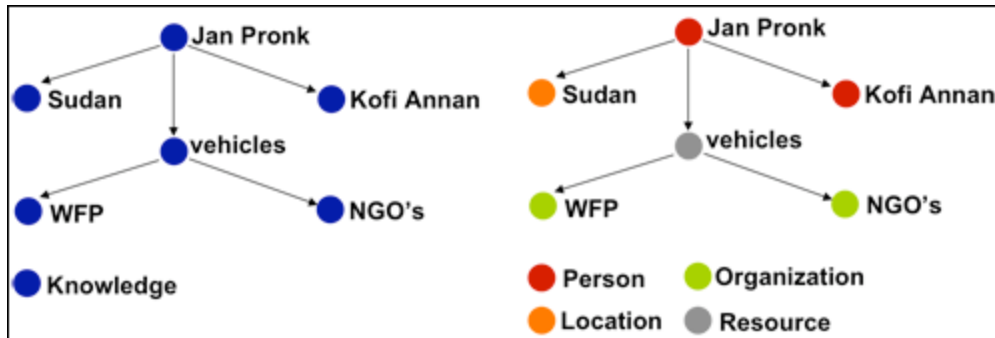 Jan Pronk
Sudan
Kofi Annan
vehicles
WFP
NGO's
Knowledge
Jan Pronk
Sudan
Kofi Annan
vehicles
WFP
NGO's
Person
Organization
Location
Resource